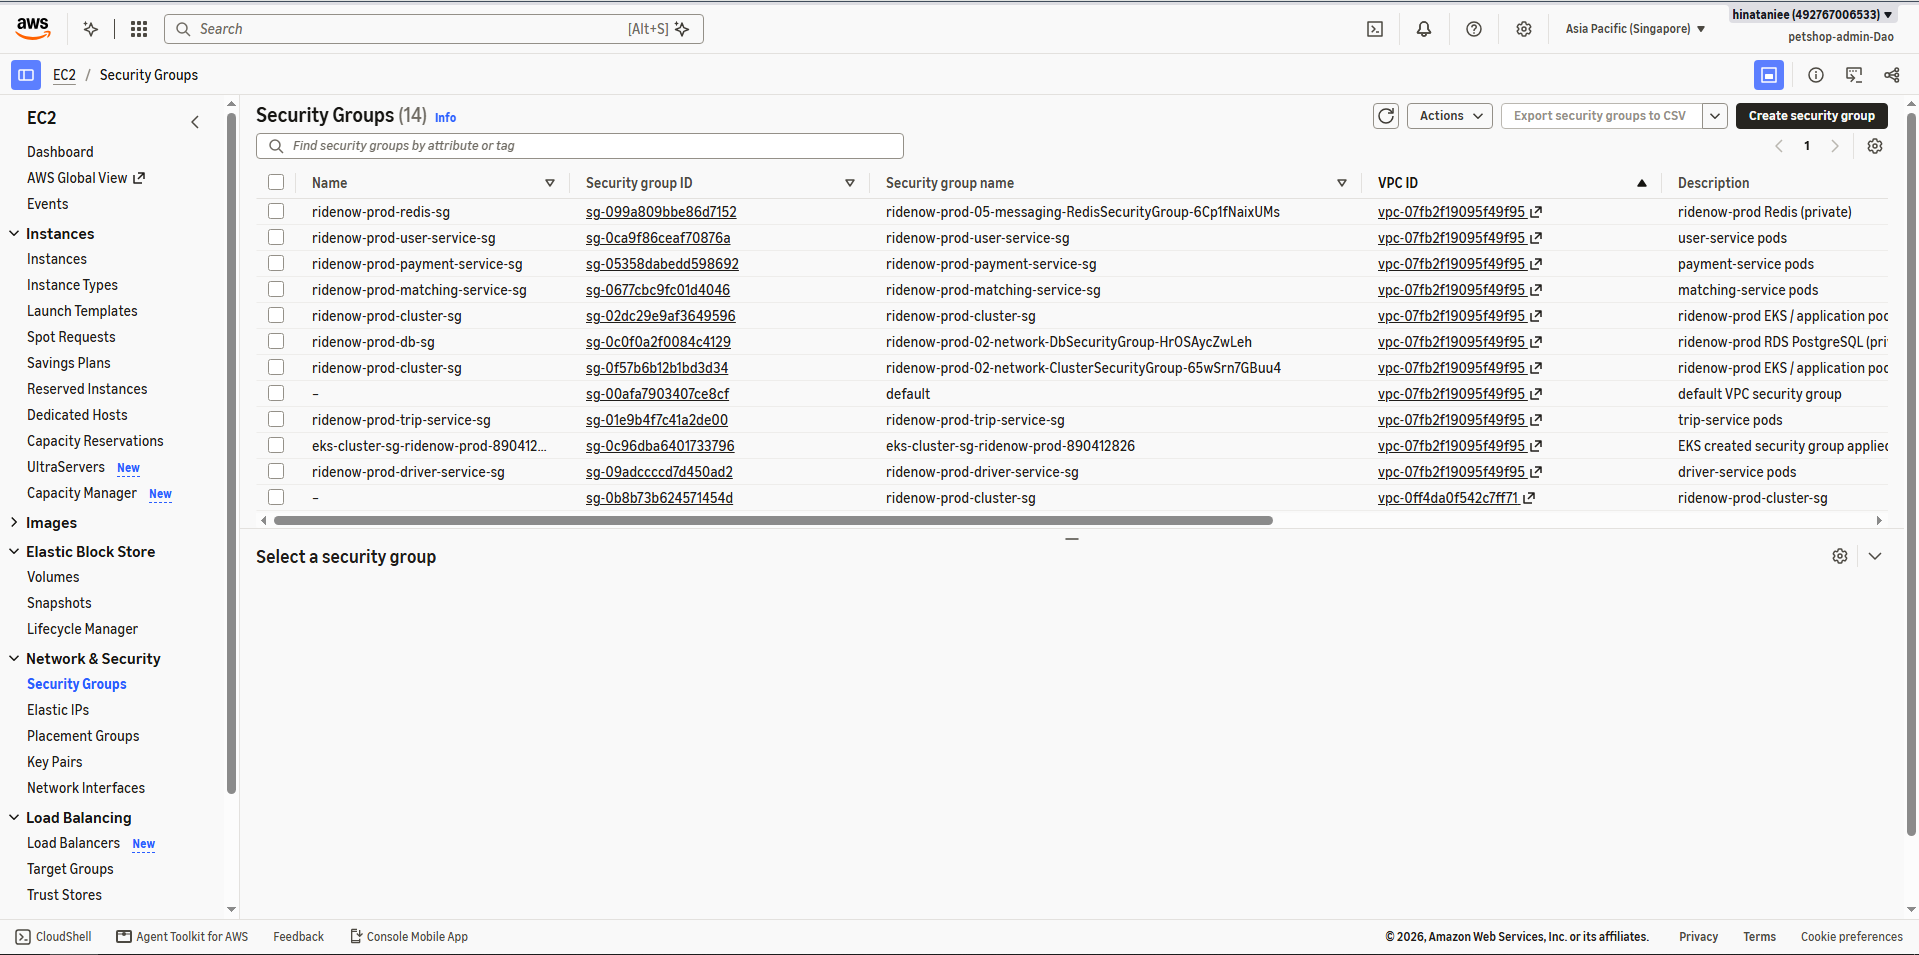 aws
Search [Alt+S]
Asia Pacific (Singapore)
hinataniee (492767006533)
petshop-admin-Dao
EC2 / Security Groups
EC2
Dashboard
AWS Global View
Events
Instances
Instances
Instance Types
Launch Templates
Spot Requests
Savings Plans
Reserved Instances
Dedicated Hosts
Capacity Reservations
UltraServers New
Capacity Manager New
Images
Elastic Block Store
Volumes
Snapshots
Lifecycle Manager
Network & Security
Security Groups
Elastic IPs
Placement Groups
Key Pairs
Network Interfaces
Load Balancing
Load Balancers New
Target Groups
Trust Stores
Security Groups (14) Info
Actions
Export security groups to CSV
Create security group
Find security groups by attribute or tag
1
Name Security group ID Security group name VPC ID Description
ridenow-prod-redis-sg sg-099a809bbe86d7152 ridenow-prod-05-messaging-RedisSecurityGroup-6Cp1fNaixUMs vpc-07fb2f19095f49f95 ridenow-prod Redis (private)
ridenow-prod-user-service-sg sg-0ca9f86ceaf70876a ridenow-prod-user-service-sg vpc-07fb2f19095f49f95 user-service pods
ridenow-prod-payment-service-sg sg-05358dabedd598692 ridenow-prod-payment-service-sg vpc-07fb2f19095f49f95 payment-service pods
ridenow-prod-matching-service-sg sg-0677cbc9fc01d4046 ridenow-prod-matching-service-sg vpc-07fb2f19095f49f95 matching-service pods
ridenow-prod-cluster-sg sg-02dc29e9af3649596 ridenow-prod-cluster-sg vpc-07fb2f19095f49f95 ridenow-prod EKS / application poc
ridenow-prod-db-sg sg-0c0f0a2f0084c4129 ridenow-prod-02-network-DbSecurityGroup-HrOSAycZwLeh vpc-07fb2f19095f49f95 ridenow-prod RDS PostgreSQL (pri
ridenow-prod-cluster-sg sg-0f57b6b12b1bd3d34 ridenow-prod-02-network-ClusterSecurityGroup-65wSrn7GBuu4 vpc-07fb2f19095f49f95 ridenow-prod EKS / application poc
– sg-00afa7903407ce8cf default vpc-07fb2f19095f49f95 default VPC security group
ridenow-prod-trip-service-sg sg-01e9b4f7c41a2de00 ridenow-prod-trip-service-sg vpc-07fb2f19095f49f95 trip-service pods
eks-cluster-sg-ridenow-prod-890412... sg-0c96dba6401733796 eks-cluster-sg-ridenow-prod-890412826 vpc-07fb2f19095f49f95 EKS created security group applied
ridenow-prod-driver-service-sg sg-09adccccd7d450ad2 ridenow-prod-driver-service-sg vpc-07fb2f19095f49f95 driver-service pods
– sg-0b8b73b624571454d ridenow-prod-cluster-sg vpc-0ff4da0f542c7ff71 ridenow-prod-cluster-sg
Select a security group
CloudShell Agent Toolkit for AWS Feedback Console Mobile App
© 2026, Amazon Web Services, Inc. or its affiliates. Privacy Terms Cookie preferences